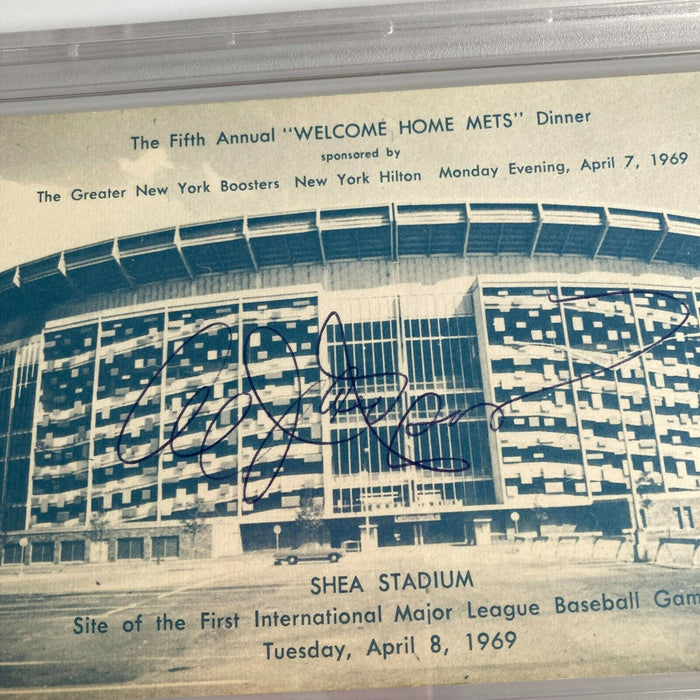 The Fifth Annual "WELCOME HOME METS" Dinner
sponsored by
The Greater New York Boosters New York Hilton Monday Evening, April 7, 1969
SHEA STADIUM
Site of the First International Major League Baseball Gam
Tuesday, April 8, 1969